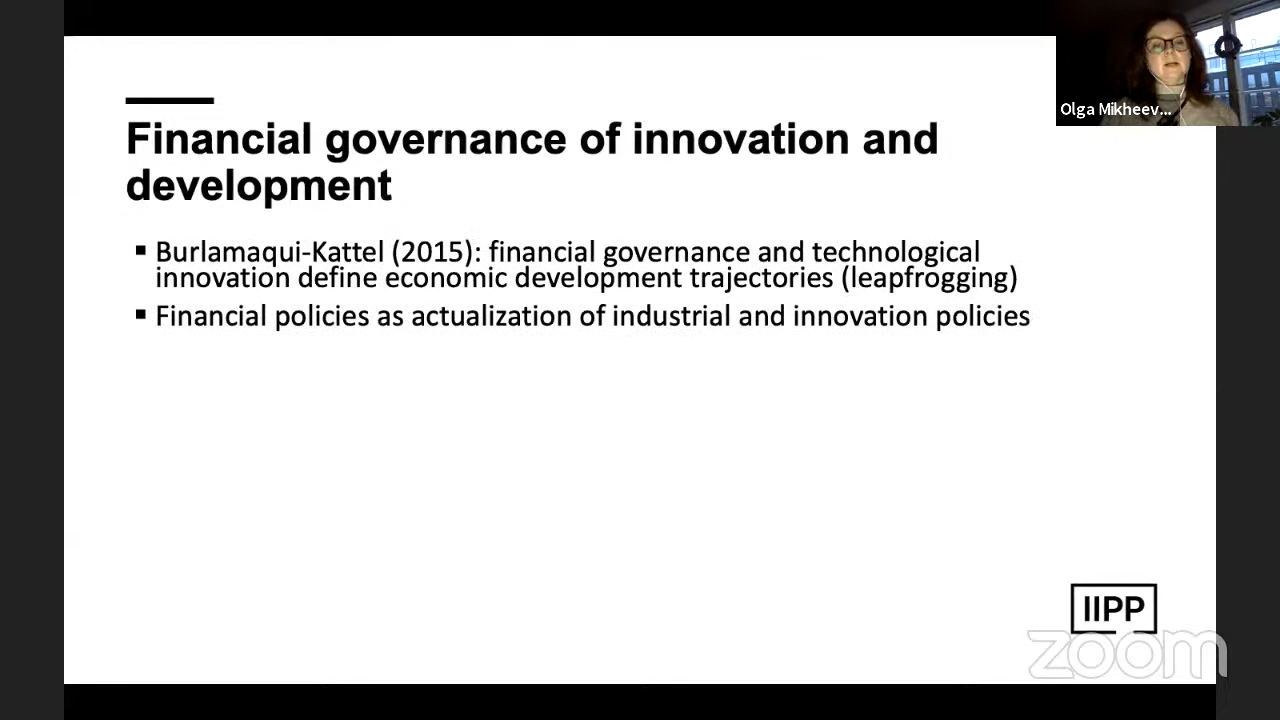 Olga Mikheev...
Financial governance of innovation and
development
▪ Burlamaqui-Kattel (2015): financial governance and technological
innovation define economic development trajectories (leapfrogging)
▪ Financial policies as actualization of industrial and innovation policies
IIPP
zoom